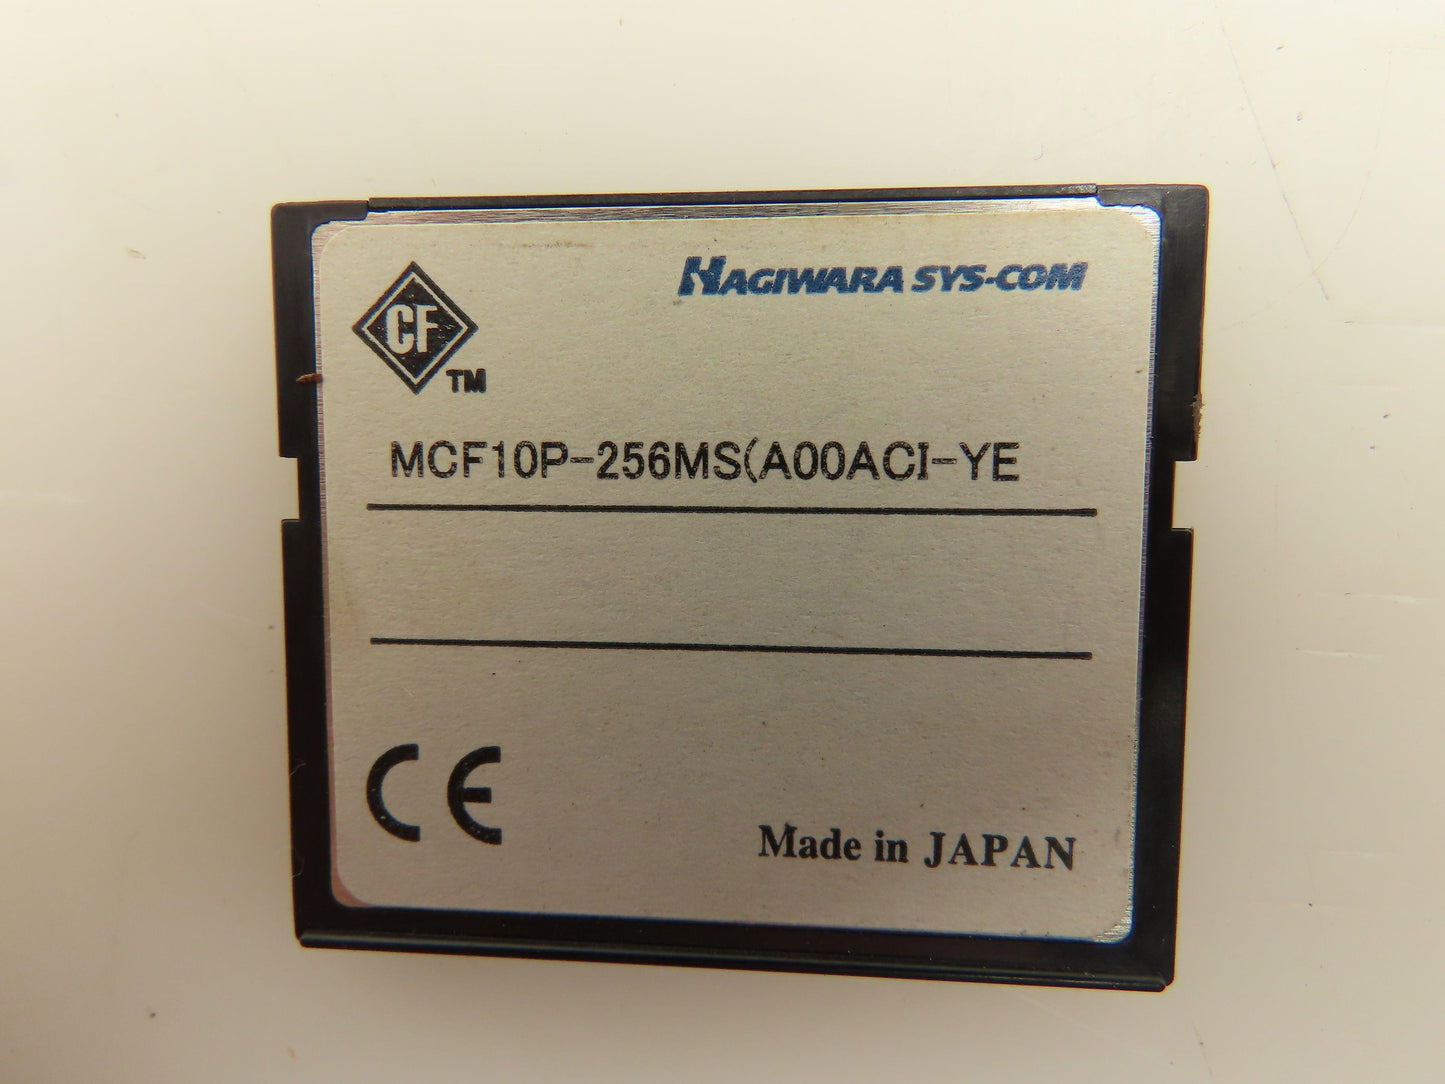 HAGIWARA SYS-COM
CF
TM
MCF10P-256MS(A00ACI-YE
CE
Made in JAPAN